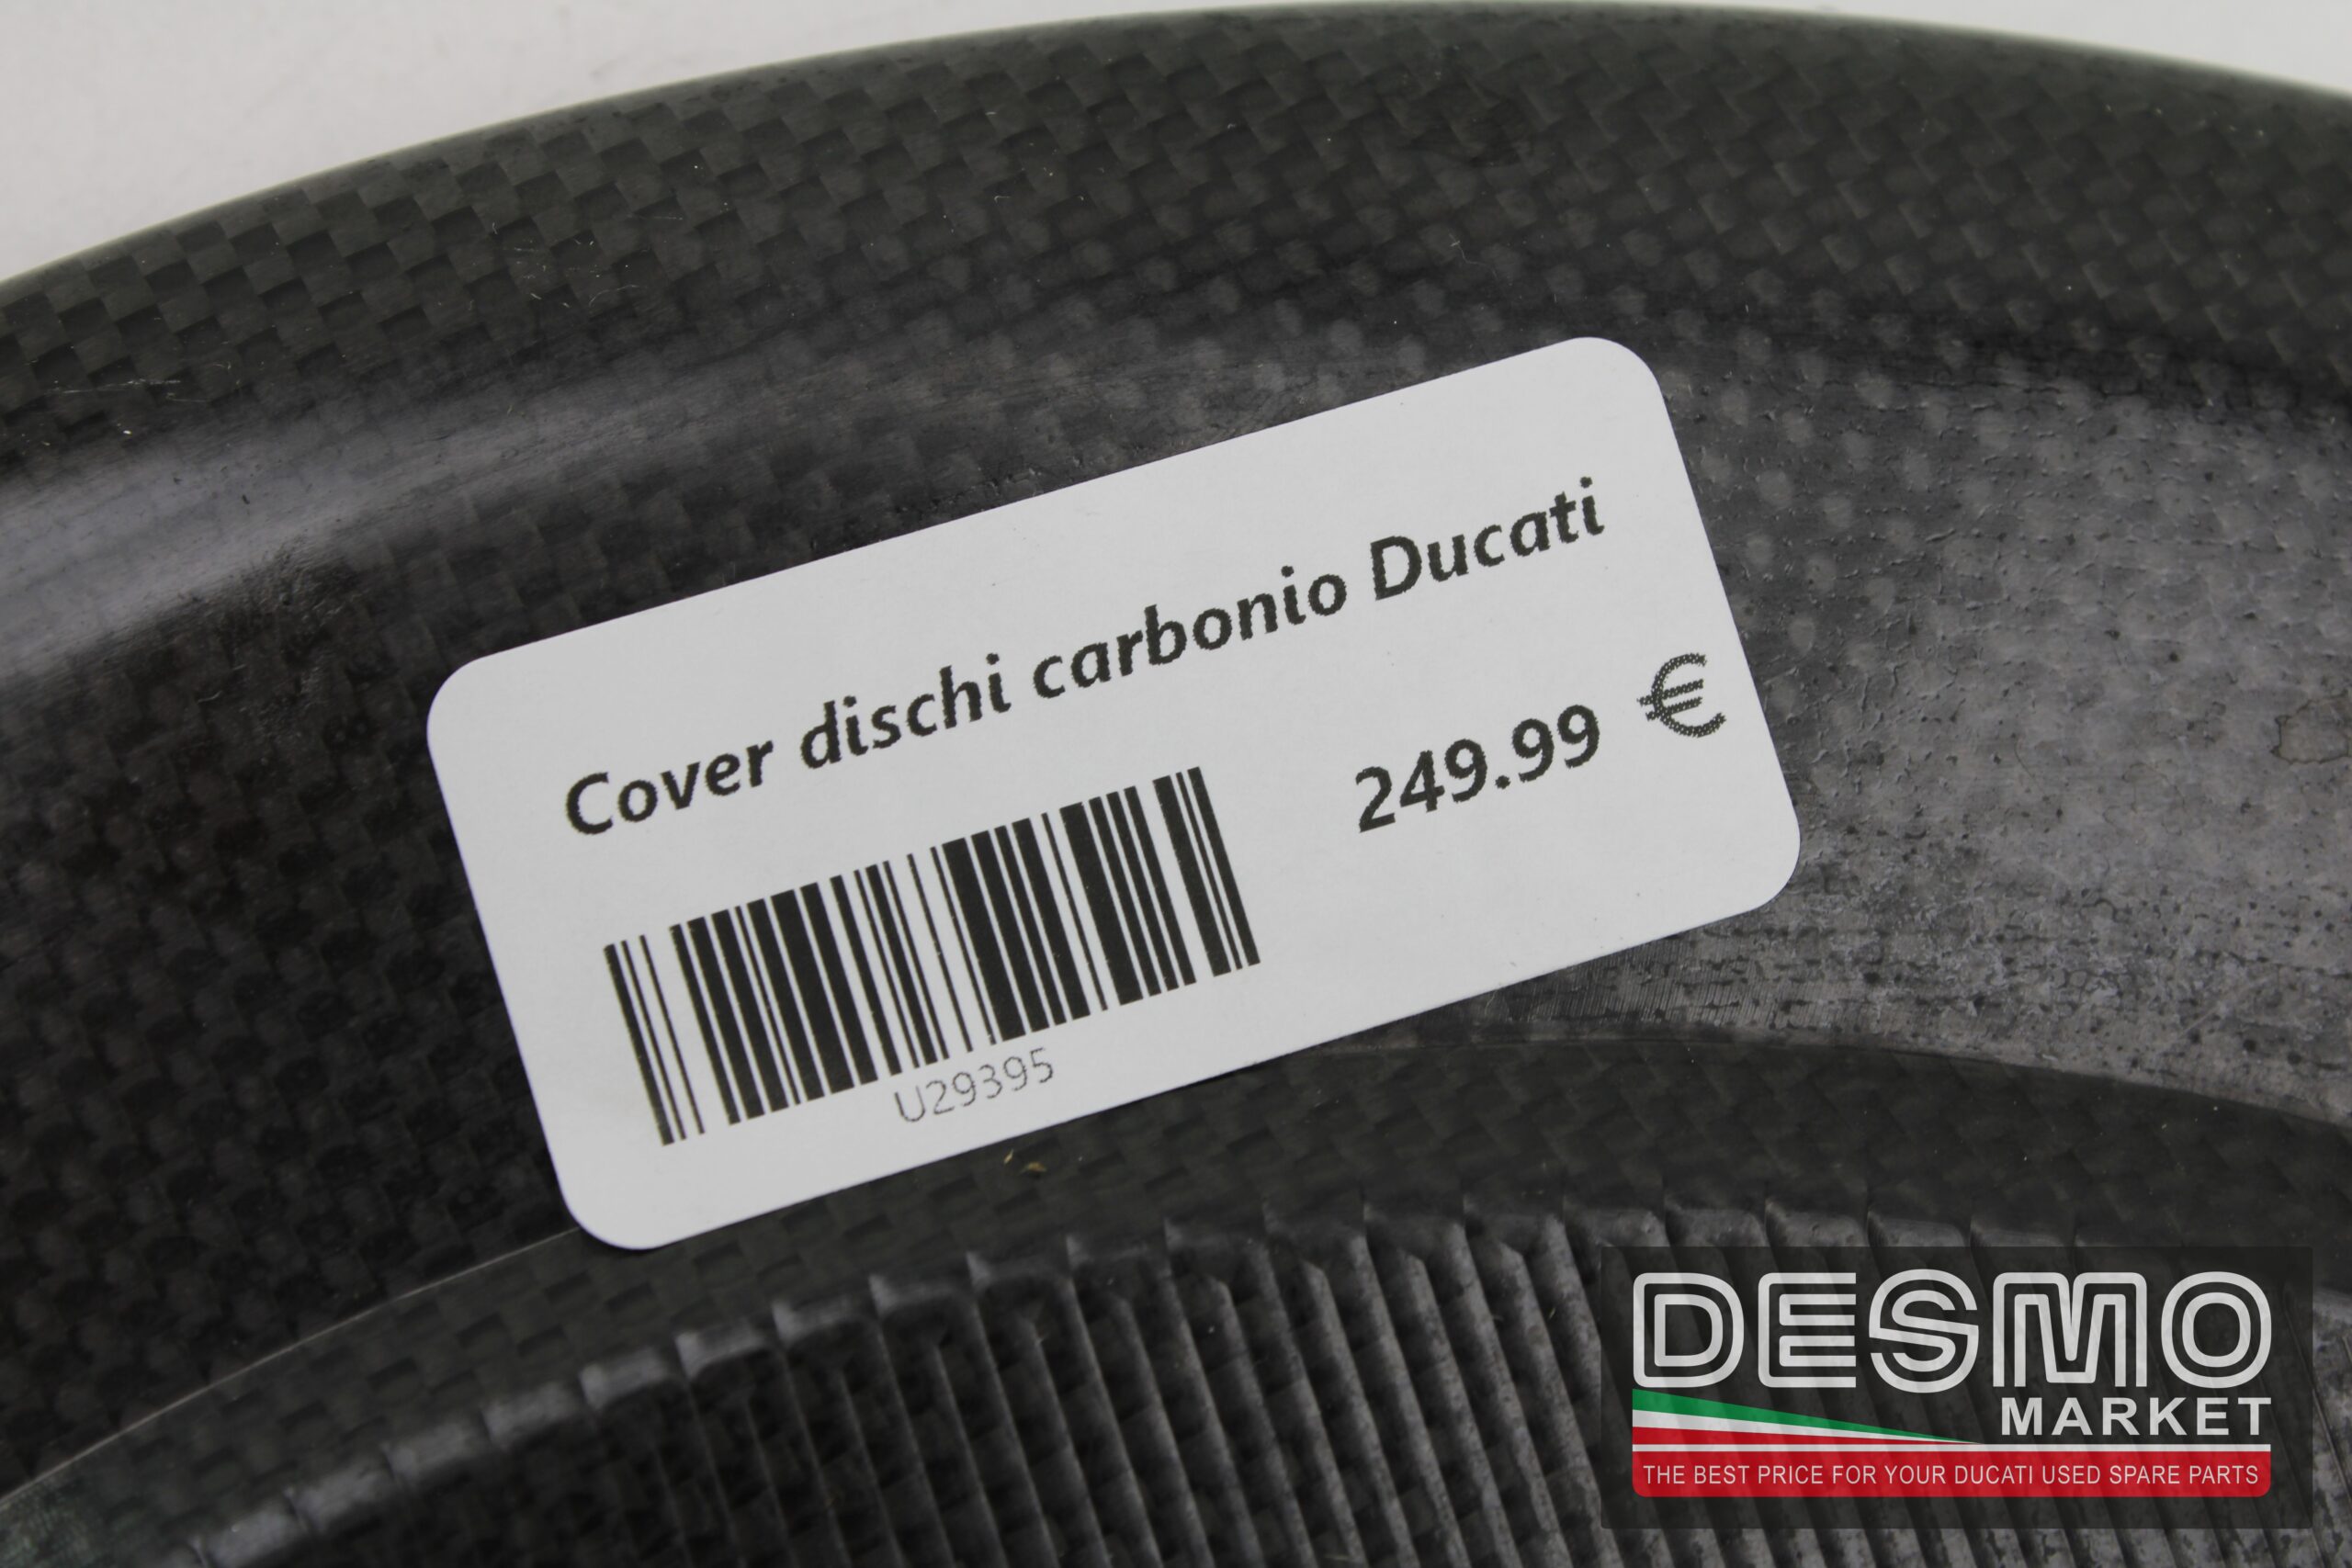 Cover dischi carbonio Ducati
249.99 €
U29395
DESMO
MARKET
THE BEST PRICE FOR YOUR DUCATI USED SPARE PARTS